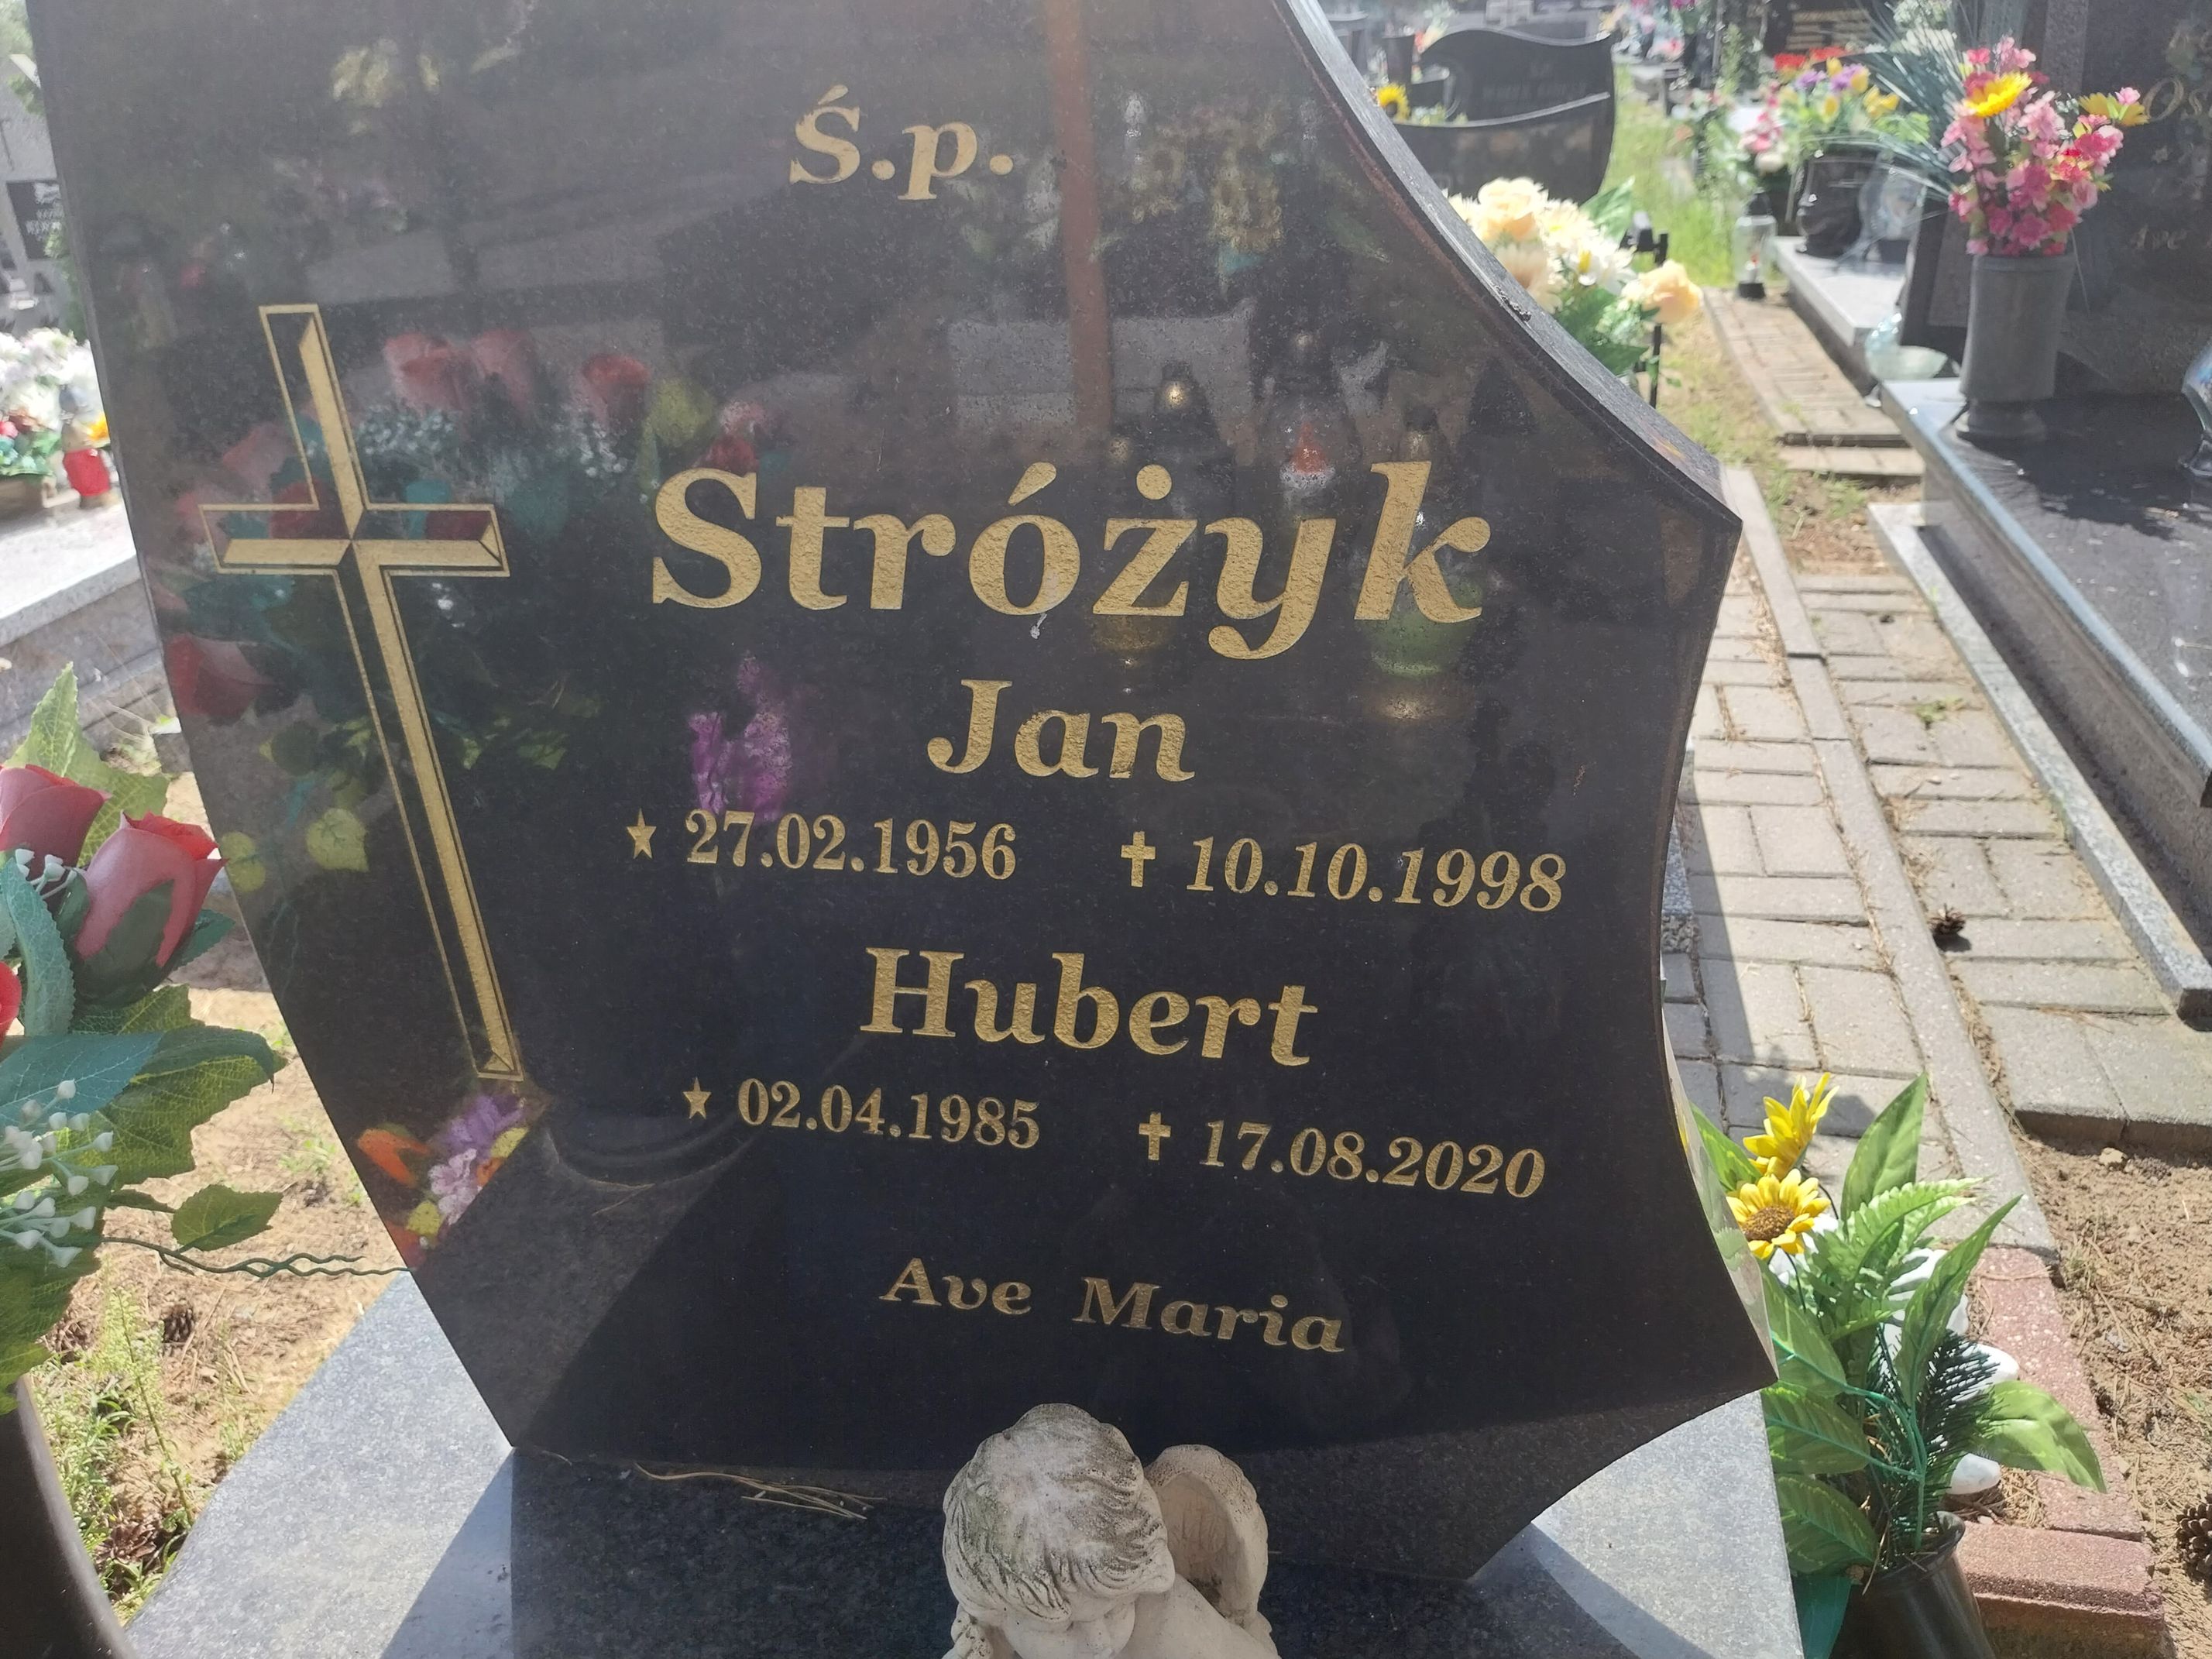 Ś.p.
Stróżyk
Jan
★ 27.02.1956 ✝ 10.10.1998
Hubert
★ 02.04.1985 ✝ 17.08.2020
Ave Maria